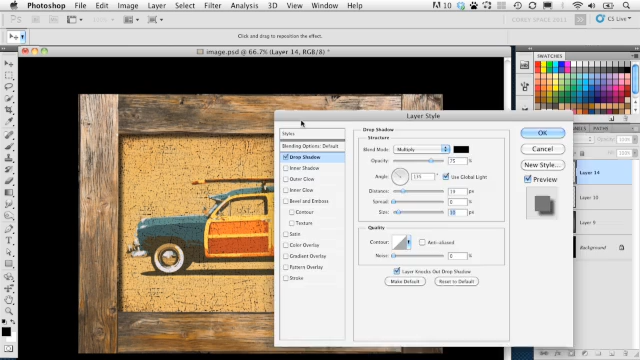 Photoshop File Edit Image Layer Select Filter Analysis 3D View Window Help
10
CS Live
Click and drag to reposition the effect.
image.psd @ 66.7% (Layer 14, RGB/8) *
SWATCHES
Layer Style
Styles
Blending Options: Default
Drop Shadow
Inner Shadow
Outer Glow
Inner Glow
Bevel and Emboss
Contour
Texture
Satin
Color Overlay
Gradient Overlay
Pattern Overlay
Stroke
Drop Shadow
Structure
Blend Mode: Multiply
Opacity: 75 %
Angle: 135 ° Use Global Light
Distance: px
Spread: 0 %
Size: px
Quality
Contour: Anti-aliased
Noise: 0 %
Layer Knocks Out Drop Shadow
Make Default Reset to Default
OK
Cancel
New Style...
Preview
PATHS
Layer 14
Layer 10
Layer 9
Background